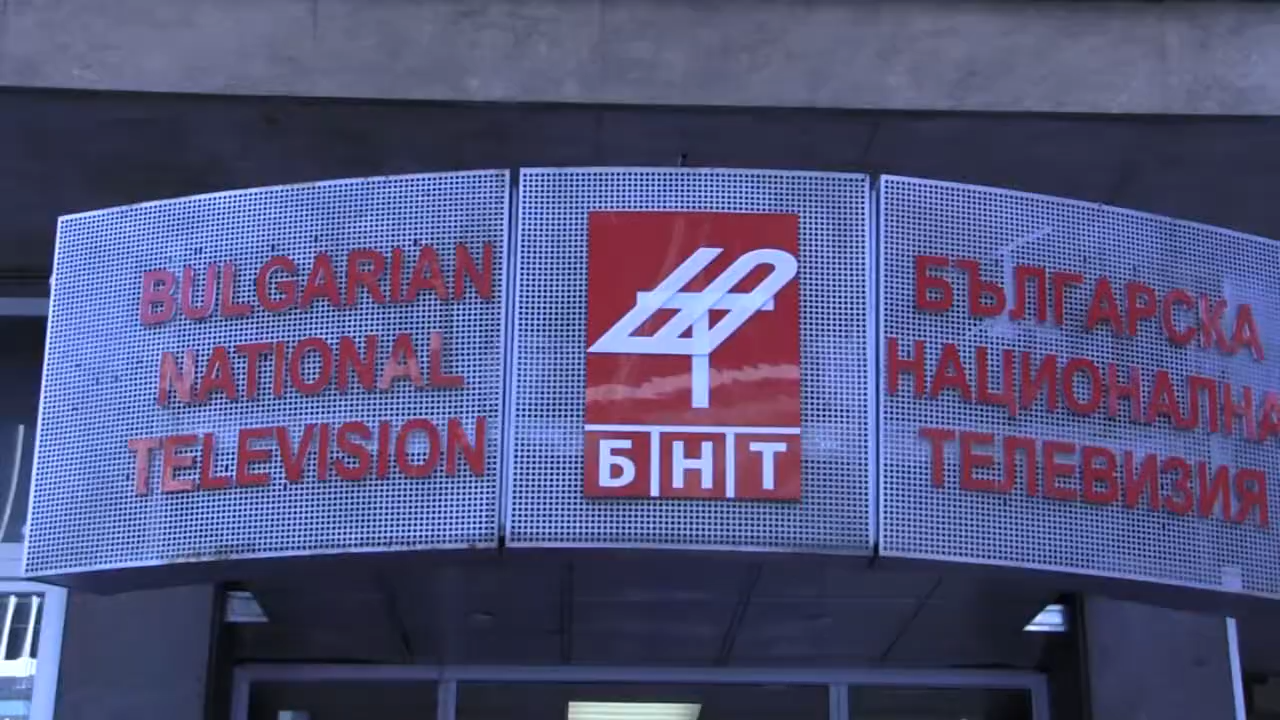 BULGARIAN
NATIONAL
TELEVISION
БНТ
БЪЛГАРСКА
НАЦИОНАЛНА
ТЕЛЕВИЗИЯ